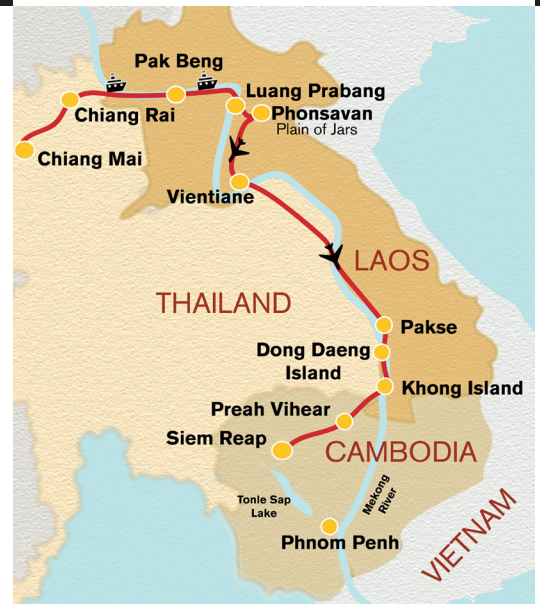 Pak Beng
Luang Prabang
Chiang Rai
Phonsavan
Plain of Jars
Chiang Mai
Vientiane
LAOS
THAILAND
Pakse
Dong Daeng
Island
Khong Island
Preah Vihear
Siem Reap
CAMBODIA
Tonle Sap
Lake
Mekong
River
Phnom Penh
VIETNAM